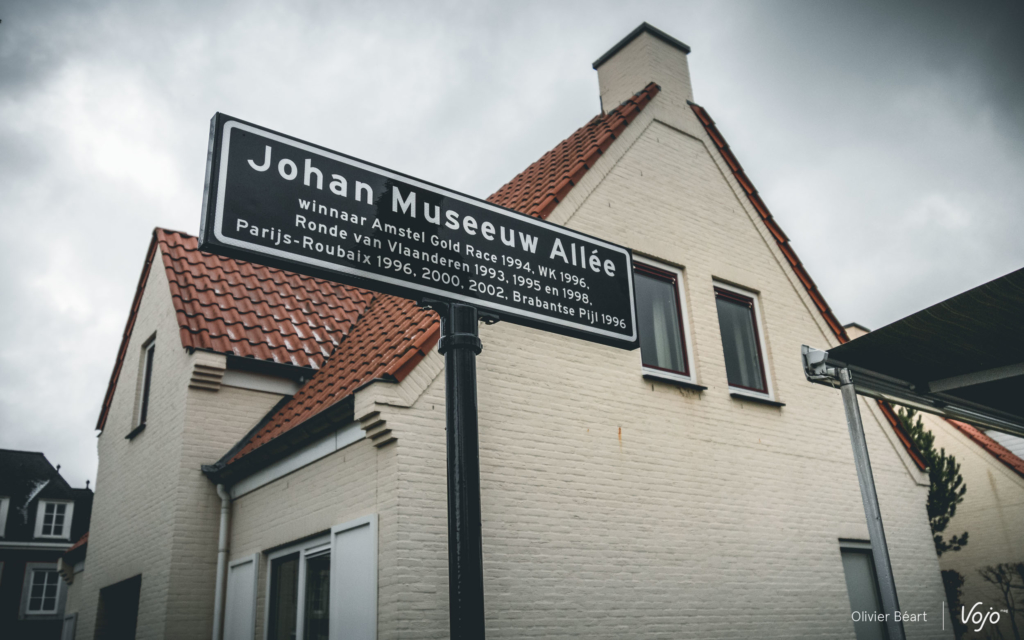 Johan Museeuw Allée
winnaar Amstel Gold Race 1994, WK 1996,
Ronde van Vlaanderen 1993, 1995 en 1998,
Parijs-Roubaix 1996, 2000, 2002, Brabantse Pijl 1996
Olivier Béart
Vojo